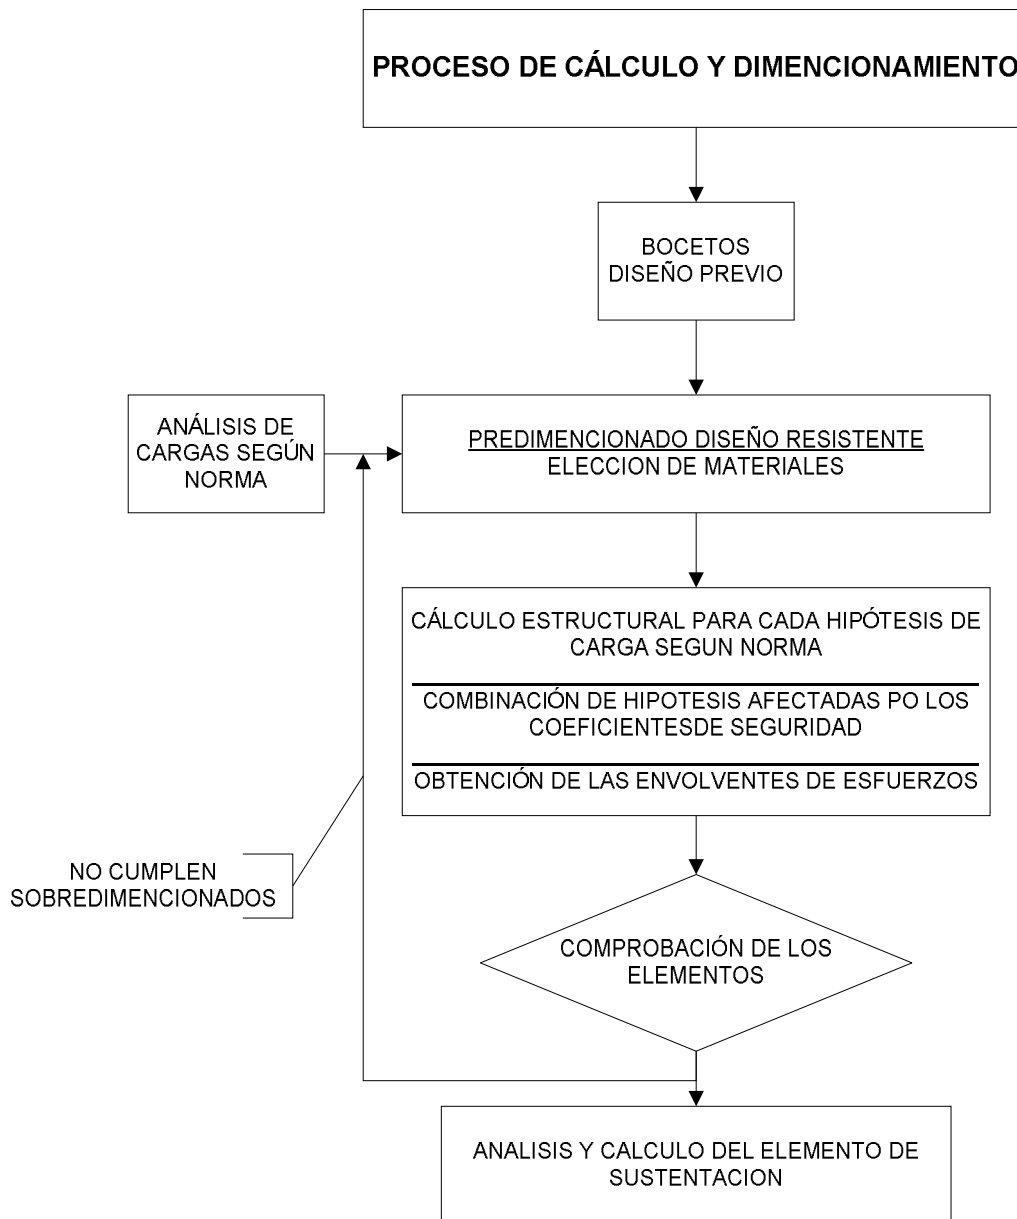 PROCESO DE CÁLCULO Y DIMENCIONAMIENTO
BOCETOS
DISEÑO PREVIO
ANÁLISIS DE
CARGAS SEGÚN
NORMA
PREDIMENCIONADO DISEÑO RESISTENTE
ELECCION DE MATERIALES
CÁLCULO ESTRUCTURAL PARA CADA HIPÓTESIS DE
CARGA SEGUN NORMA
COMBINACIÓN DE HIPOTESIS AFECTADAS PO LOS
COEFICIENTESDE SEGURIDAD
OBTENCIÓN DE LAS ENVOLVENTES DE ESFUERZOS
NO CUMPLEN
SOBREDIMENCIONADOS
COMPROBACIÓN DE LOS
ELEMENTOS
ANALISIS Y CALCULO DEL ELEMENTO DE
SUSTENTACION